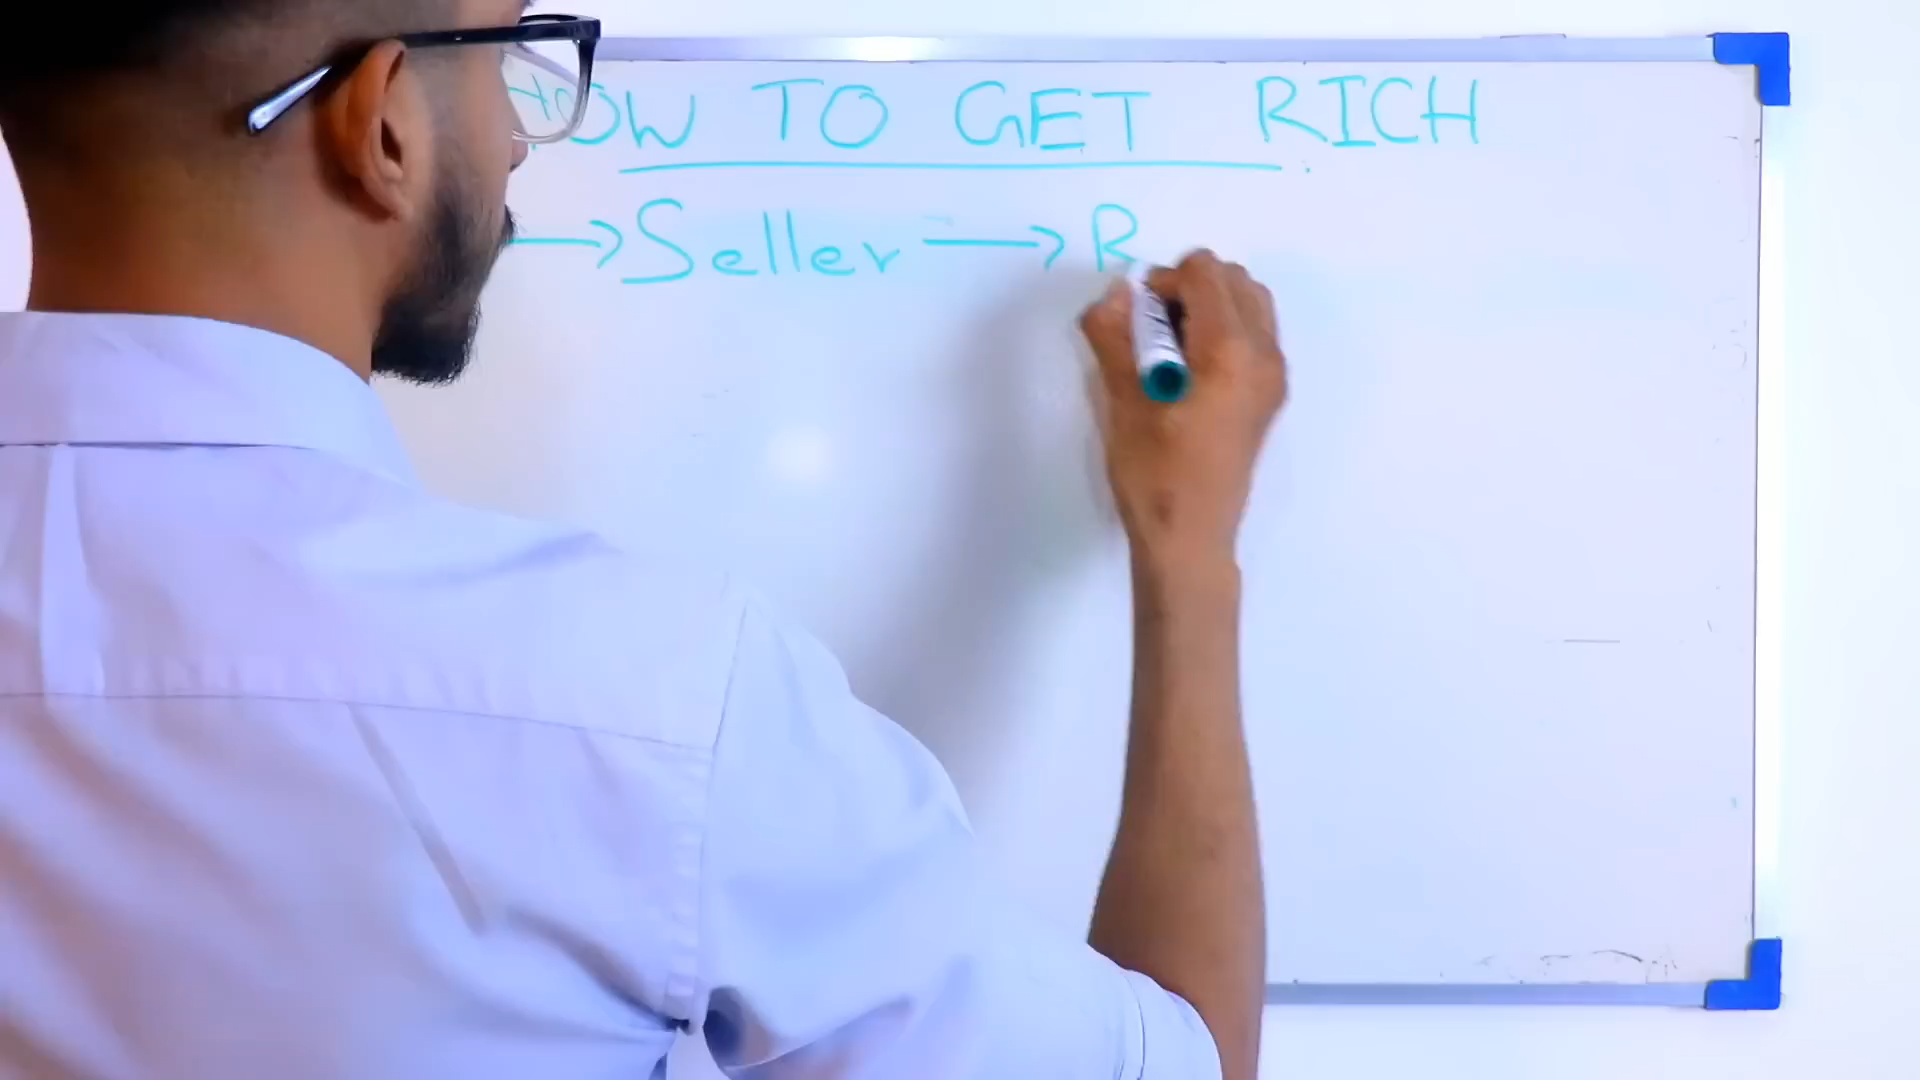 HOW TO GET RICH
→ Seller → R